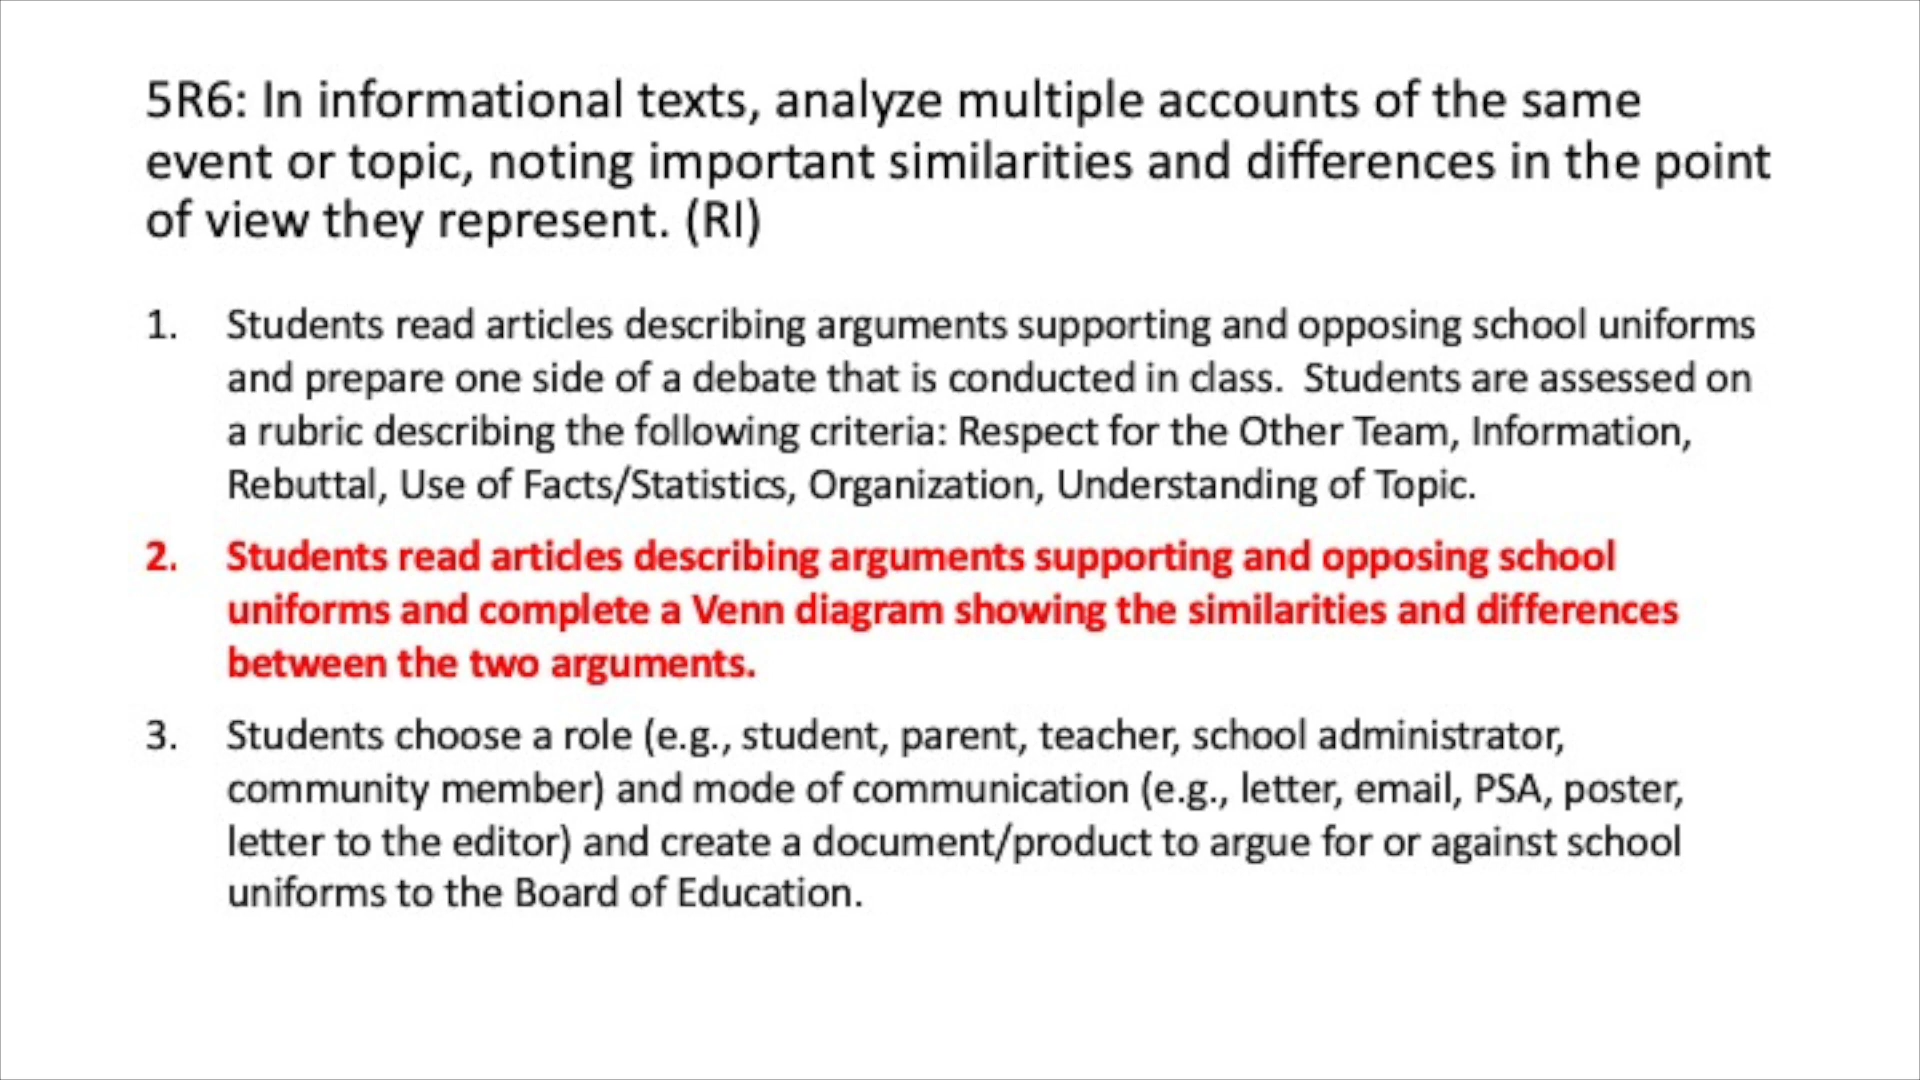 5R6: In informational texts, analyze multiple accounts of the same
event or topic, noting important similarities and differences in the point
of view they represent. (RI)
1. Students read articles describing arguments supporting and opposing school uniforms
and prepare one side of a debate that is conducted in class. Students are assessed on
a rubric describing the following criteria: Respect for the Other Team, Information,
Rebuttal, Use of Facts/Statistics, Organization, Understanding of Topic.
2. Students read articles describing arguments supporting and opposing school
uniforms and complete a Venn diagram showing the similarities and differences
between the two arguments.
3. Students choose a role (e.g., student, parent, teacher, school administrator,
community member) and mode of communication (e.g., letter, email, PSA, poster,
letter to the editor) and create a document/product to argue for or against school
uniforms to the Board of Education.